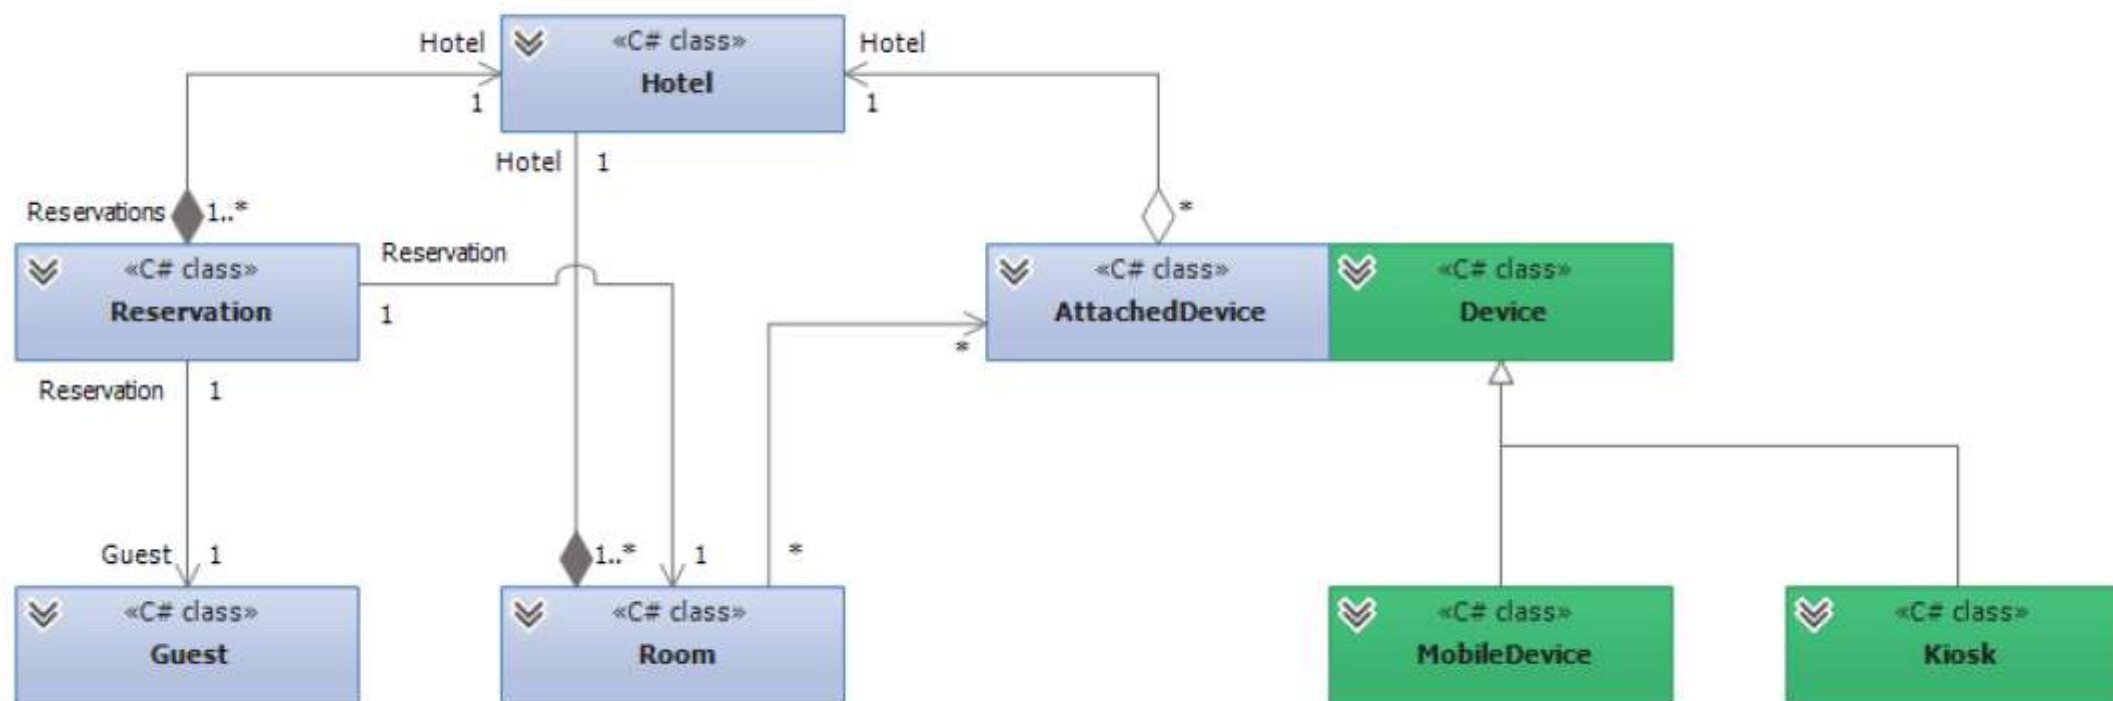 Hotel
«C# class»
Hotel
Hotel
1
1
Hotel
1
Reservations
1..*
*
«C# class»
Reservation
Reservation
1
«C# class»
AttachedDevice
«C# class»
Device
*
Reservation
1
Guest
1
1..*
1
*
«C# class»
Guest
«C# class»
Room
«C# class»
MobileDevice
«C# class»
Kiosk